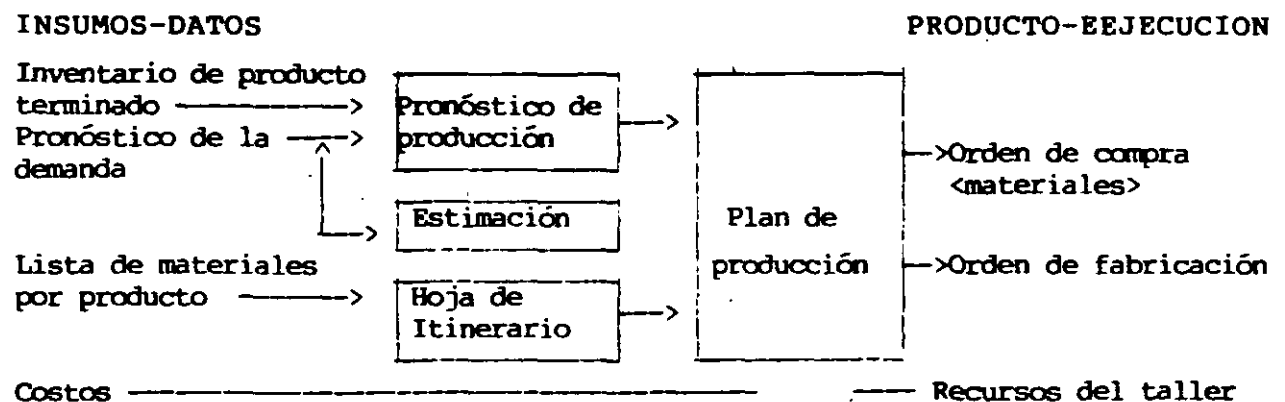 INSUMOS-DATOS
PRODUCTO-EEJECUCION
Inventario de producto
terminado
Pronóstico de la
demanda
Pronóstico de
producción
Estimación
Lista de materiales
por producto
Hoja de
Itinerario
Plan de
producción
Orden de compra
<materiales>
Orden de fabricación
Costos
Recursos del taller